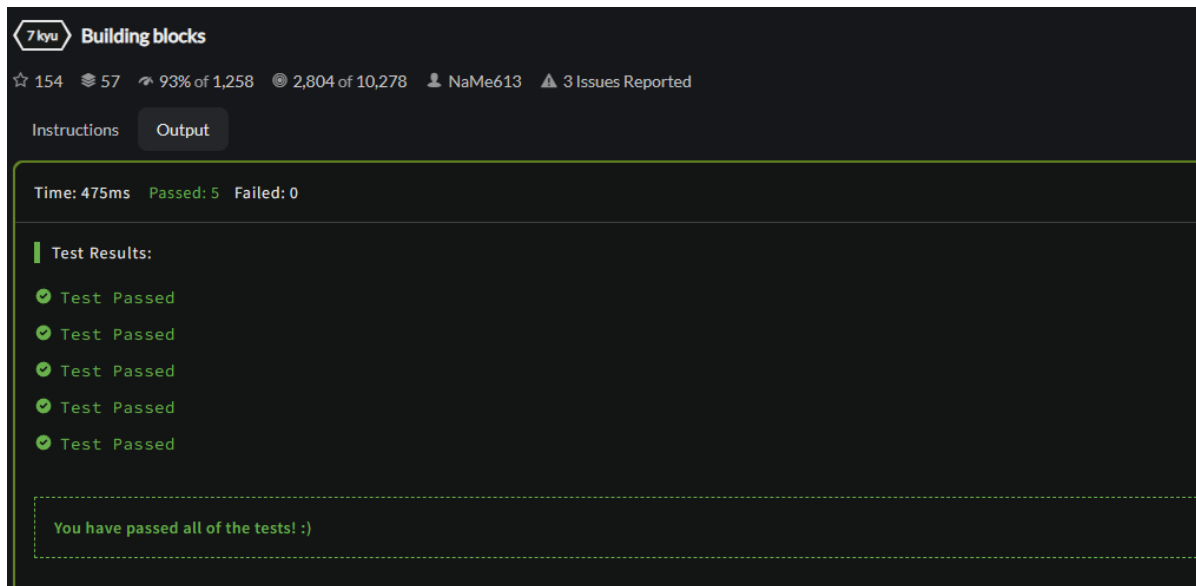 7 kyu Building blocks
154 57 93% of 1,258 2,804 of 10,278 NaMe613 3 Issues Reported
Instructions Output
Time: 475ms Passed: 5 Failed: 0
Test Results:
Test Passed
Test Passed
Test Passed
Test Passed
Test Passed
You have passed all of the tests! :)